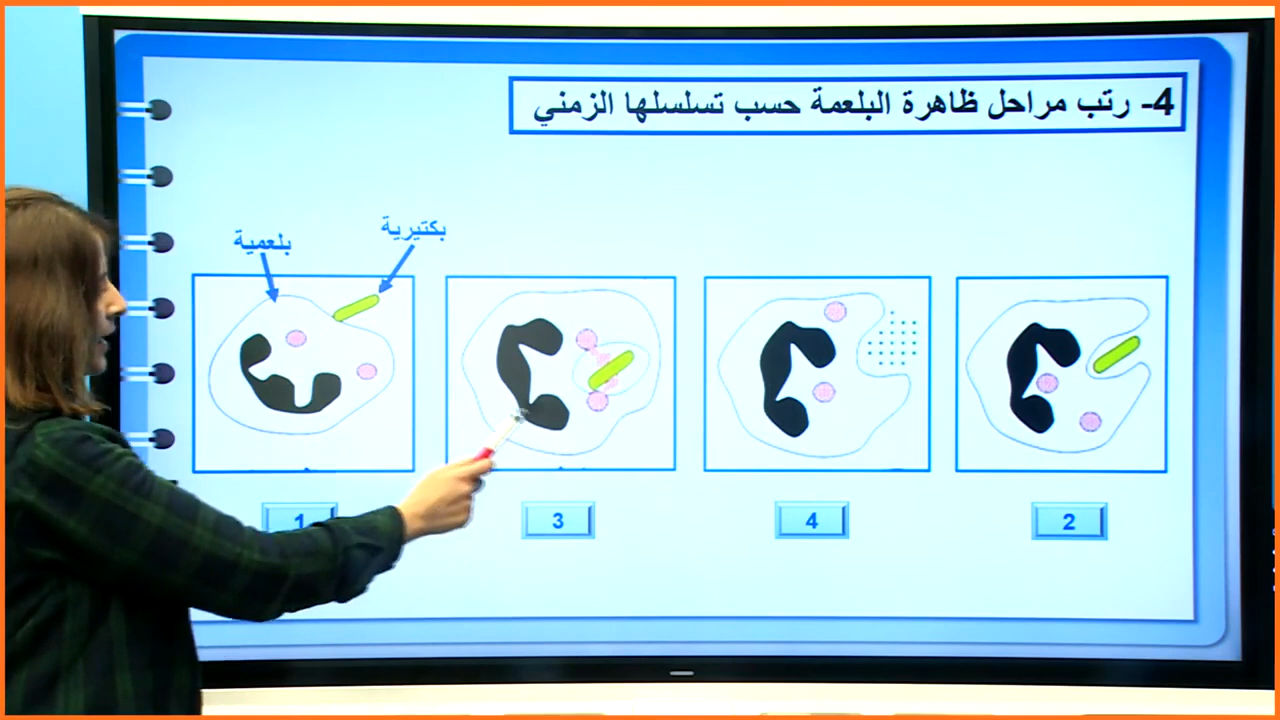 4- رتب مراحل ظاهرة البلعمة حسب تسلسلها الزمني
بكتيرية
بلعمية
2
4
3
1